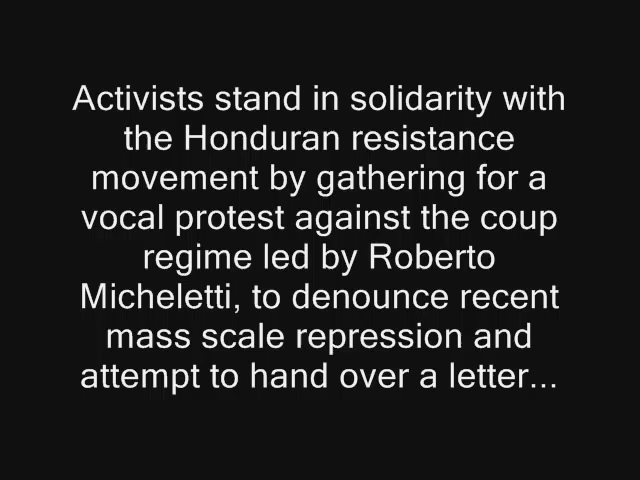 Activists stand in solidarity with
the Honduran resistance
movement by gathering for a
vocal protest against the coup
regime led by Roberto
Micheletti, to denounce recent
mass scale repression and
attempt to hand over a letter...